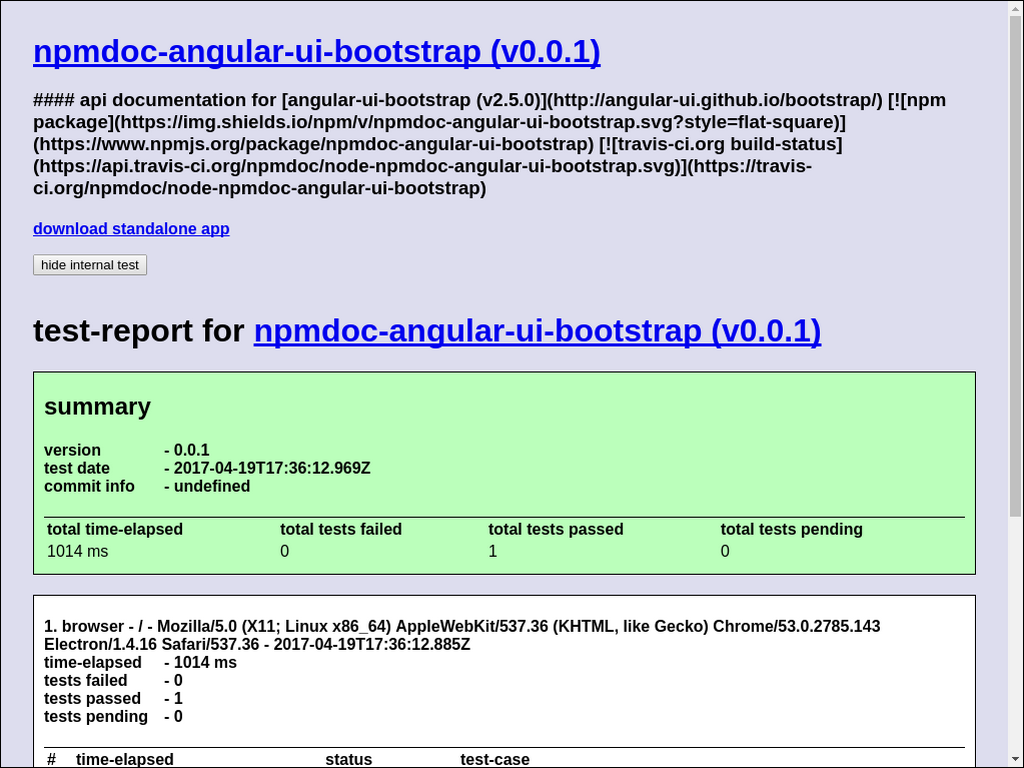 npmdoc-angular-ui-bootstrap (v0.0.1)
#### api documentation for [angular-ui-bootstrap (v2.5.0)](http://angular-ui.github.io/bootstrap/) [![npm
package](https://img.shields.io/npm/v/npmdoc-angular-ui-bootstrap.svg?style=flat-square)]
(https://www.npmjs.org/package/npmdoc-angular-ui-bootstrap) [![travis-ci.org build-status]
(https://api.travis-ci.org/npmdoc/node-npmdoc-angular-ui-bootstrap.svg)](https://travis-
ci.org/npmdoc/node-npmdoc-angular-ui-bootstrap)
download standalone app
hide internal test
test-report for npmdoc-angular-ui-bootstrap (v0.0.1)
summary
version - 0.0.1
test date - 2017-04-19T17:36:12.969Z
commit info - undefined
total time-elapsed total tests failed total tests passed total tests pending
1014 ms 0 1 0
1. browser - / - Mozilla/5.0 (X11; Linux x86_64) AppleWebKit/537.36 (KHTML, like Gecko) Chrome/53.0.2785.143
Electron/1.4.16 Safari/537.36 - 2017-04-19T17:36:12.885Z
time-elapsed - 1014 ms
tests failed - 0
tests passed - 1
tests pending - 0
# time-elapsed status test-case